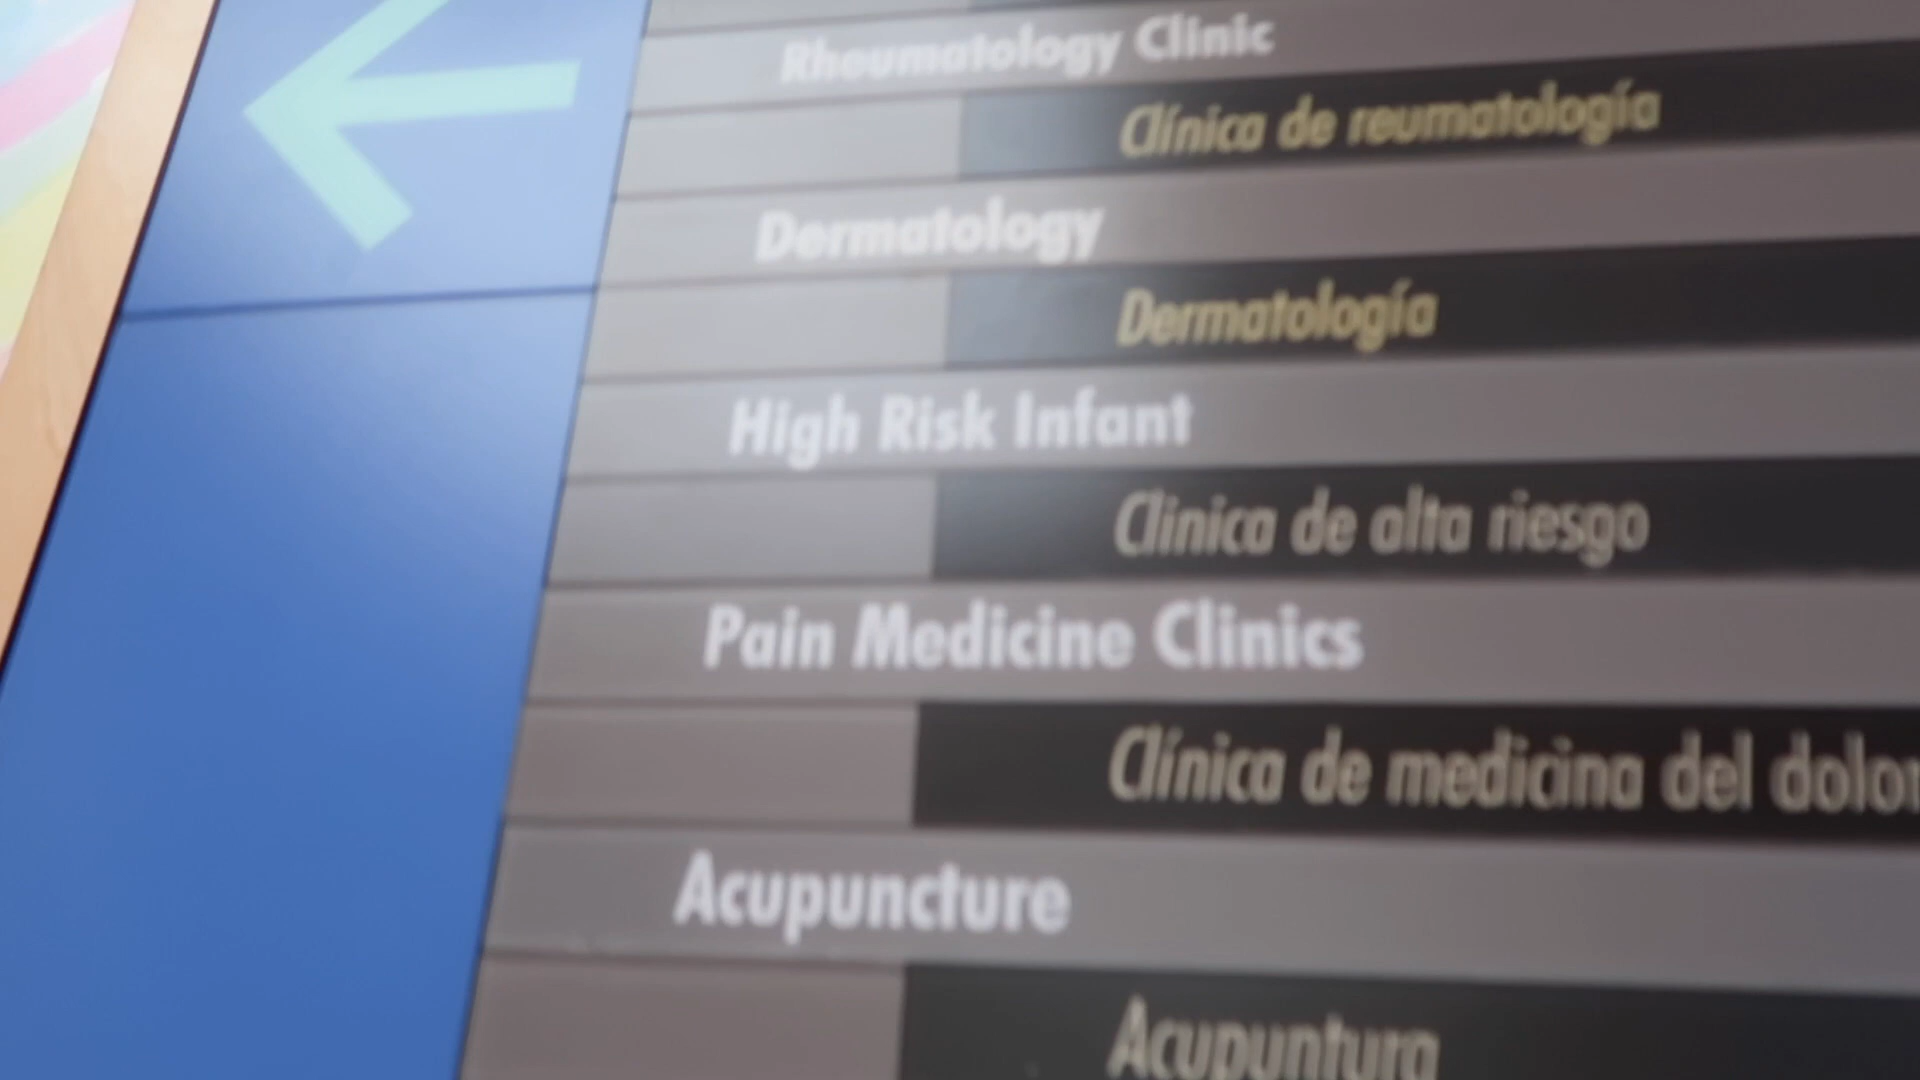 Rheumatology Clinic
Clínica de reumatología
Dermatology
Dermatología
High Risk Infant
Clinica de alta riesgo
Pain Medicine Clinics
Clínica de medicina del dolor
Acupuncture
Acupuntura